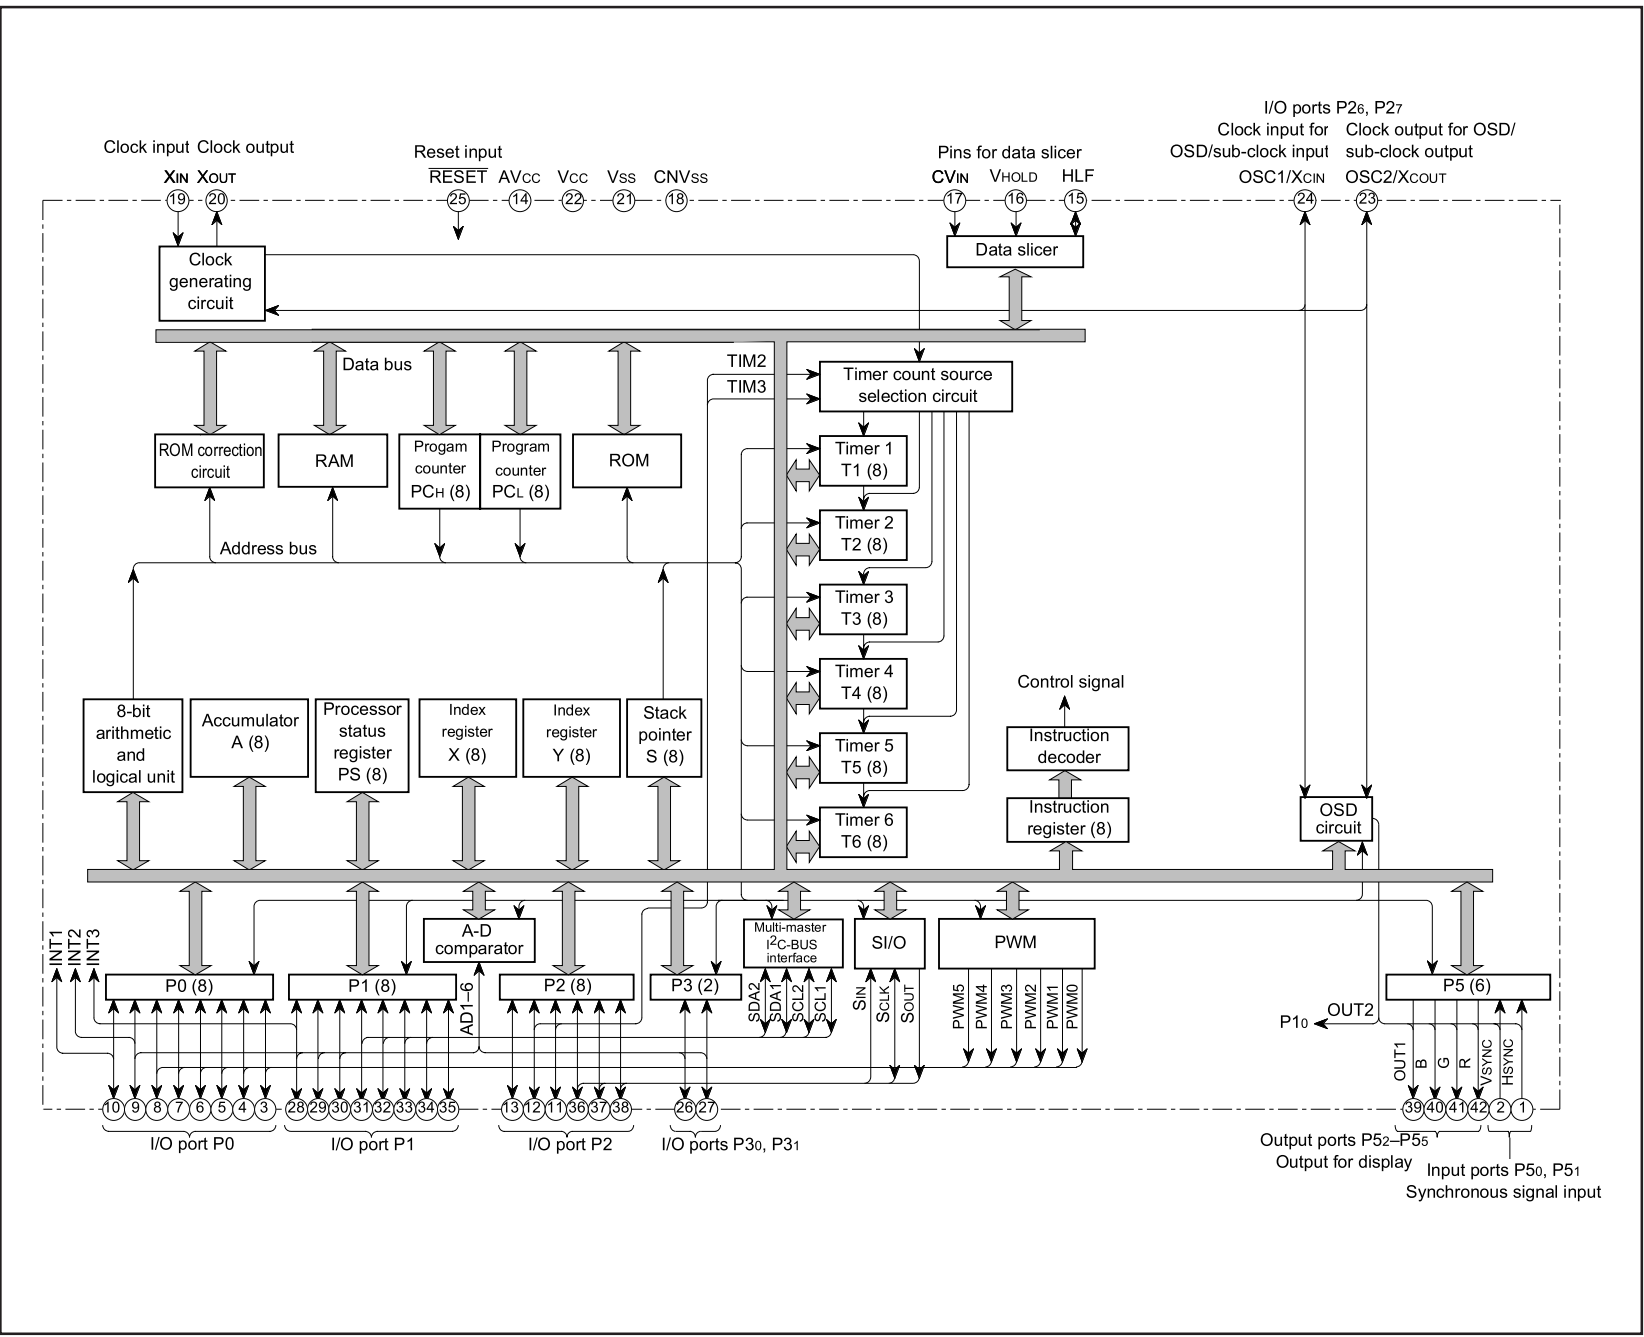 I/O ports P26, P27
Clock input for
Clock output for OSD/
OSD/sub-clock input
sub-clock output
Clock input
Clock output
Reset input
Pins for data slicer
XIN
XOUT
RESET
AVCC
VCC
VSS
CNVSS
CVIN
VHOLD
HLF
OSC1/XCIN
OSC2/XCOUT
19
20
25
14
22
21
18
17
16
15
24
23
Clock
generating
circuit
Data slicer
Data bus
TIM2
TIM3
Timer count source
selection circuit
ROM correction
circuit
RAM
Progam
counter
PCH (8)
Program
counter
PCL (8)
ROM
Timer 1
T1 (8)
Timer 2
T2 (8)
Address bus
Timer 3
T3 (8)
Timer 4
T4 (8)
Control signal
8-bit
arithmetic
and
logical unit
Accumulator
A (8)
Processor
status
register
PS (8)
Index
register
X (8)
Index
register
Y (8)
Stack
pointer
S (8)
Timer 5
T5 (8)
Instruction
decoder
Timer 6
T6 (8)
Instruction
register (8)
OSD
circuit
INT1
INT2
INT3
A-D
comparator
Multi-master
I2C-BUS
interface
SI/O
PWM
P0 (8)
P1 (8)
AD1–6
P2 (8)
P3 (2)
P5 (6)
SDA2
SDA1
SCL2
SCL1
SIN
SCLK
SOUT
PWM5
PWM4
PWM3
PWM2
PWM1
PWM0
P10
OUT2
OUT1
B
G
R
VSYNC
HSYNC
10
9
8
7
6
5
4
3
28
29
30
31
32
33
34
35
13
12
11
36
37
38
26
27
39
40
41
42
2
1
I/O port P0
I/O port P1
I/O port P2
I/O ports P30, P31
Output ports P52–P55
Output for display
Input ports P50, P51
Synchronous signal input